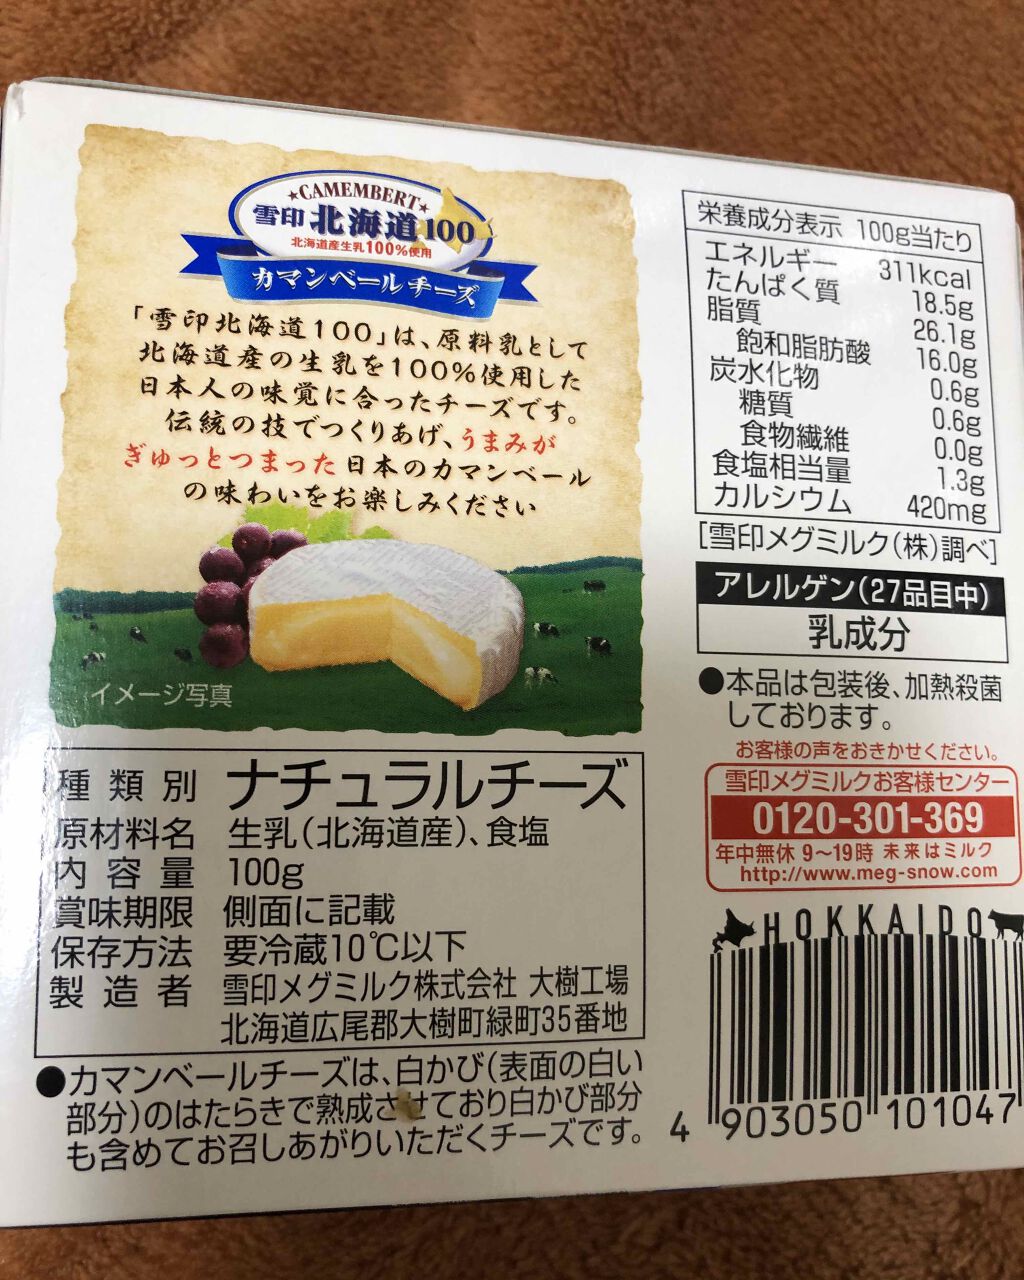 ★CAMEMBERT★
雪印 北海道100
北海道産生乳100%使用
カマンベールチーズ
「雪印北海道100」は、原料乳として
北海道産の生乳を100%使用した
日本人の味覚に合ったチーズです。
伝統の技でつくりあげ、うまみが
ぎゅっとつまった日本のカマンベール
の味わいをお楽しみください
イメージ写真
種類別 ナチュラルチーズ
原材料名 生乳(北海道産)、食塩
内容量 100g
賞味期限 側面に記載
保存方法 要冷蔵10℃以下
製造者 雪印メグミルク株式会社 大樹工場
北海道広尾郡大樹町緑町35番地
●カマンベールチーズは、白かび(表面の白い
部分)のはたらきで熟成させており白かび部分
も含めてお召しあがりいただくチーズです。
栄養成分表示 100g当たり
エネルギー 311kcal
たんぱく質 18.5g
脂質 26.1g
飽和脂肪酸 16.0g
炭水化物 0.6g
糖質 0.6g
食物繊維 0.0g
食塩相当量 1.3g
カルシウム 420mg
[雪印メグミルク(株)調べ]
アレルゲン(27品目中)
乳成分
●本品は包装後、加熱殺菌
しております。
お客様の声をおきかせください。
雪印メグミルクお客様センター
0120-301-369
年中無休 9～19時 未来はミルク
http://www.meg-snow.com
HOKKAIDO
4 903050 101047